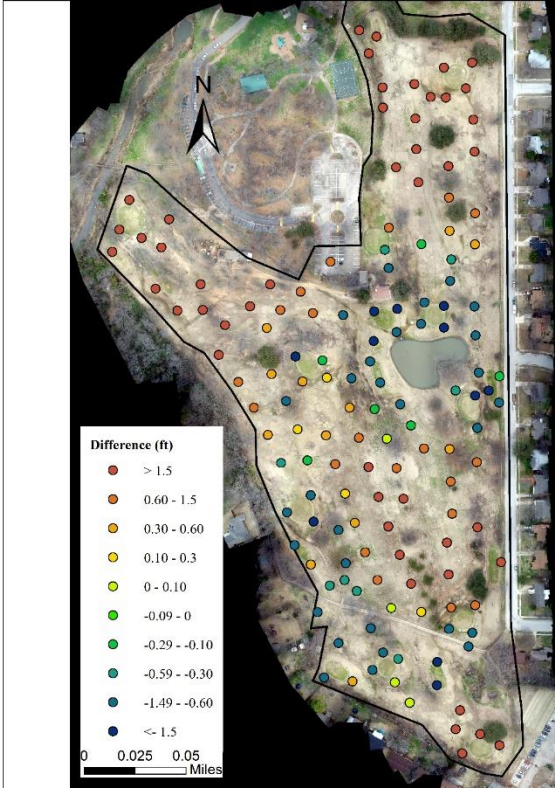 N
Difference (ft)
> 1.5
0.60 - 1.5
0.30 - 0.60
0.10 - 0.3
0 - 0.10
-0.09 - 0
-0.29 - -0.10
-0.59 - -0.30
-1.49 - -0.60
<- 1.5
0 0.025 0.05
Miles